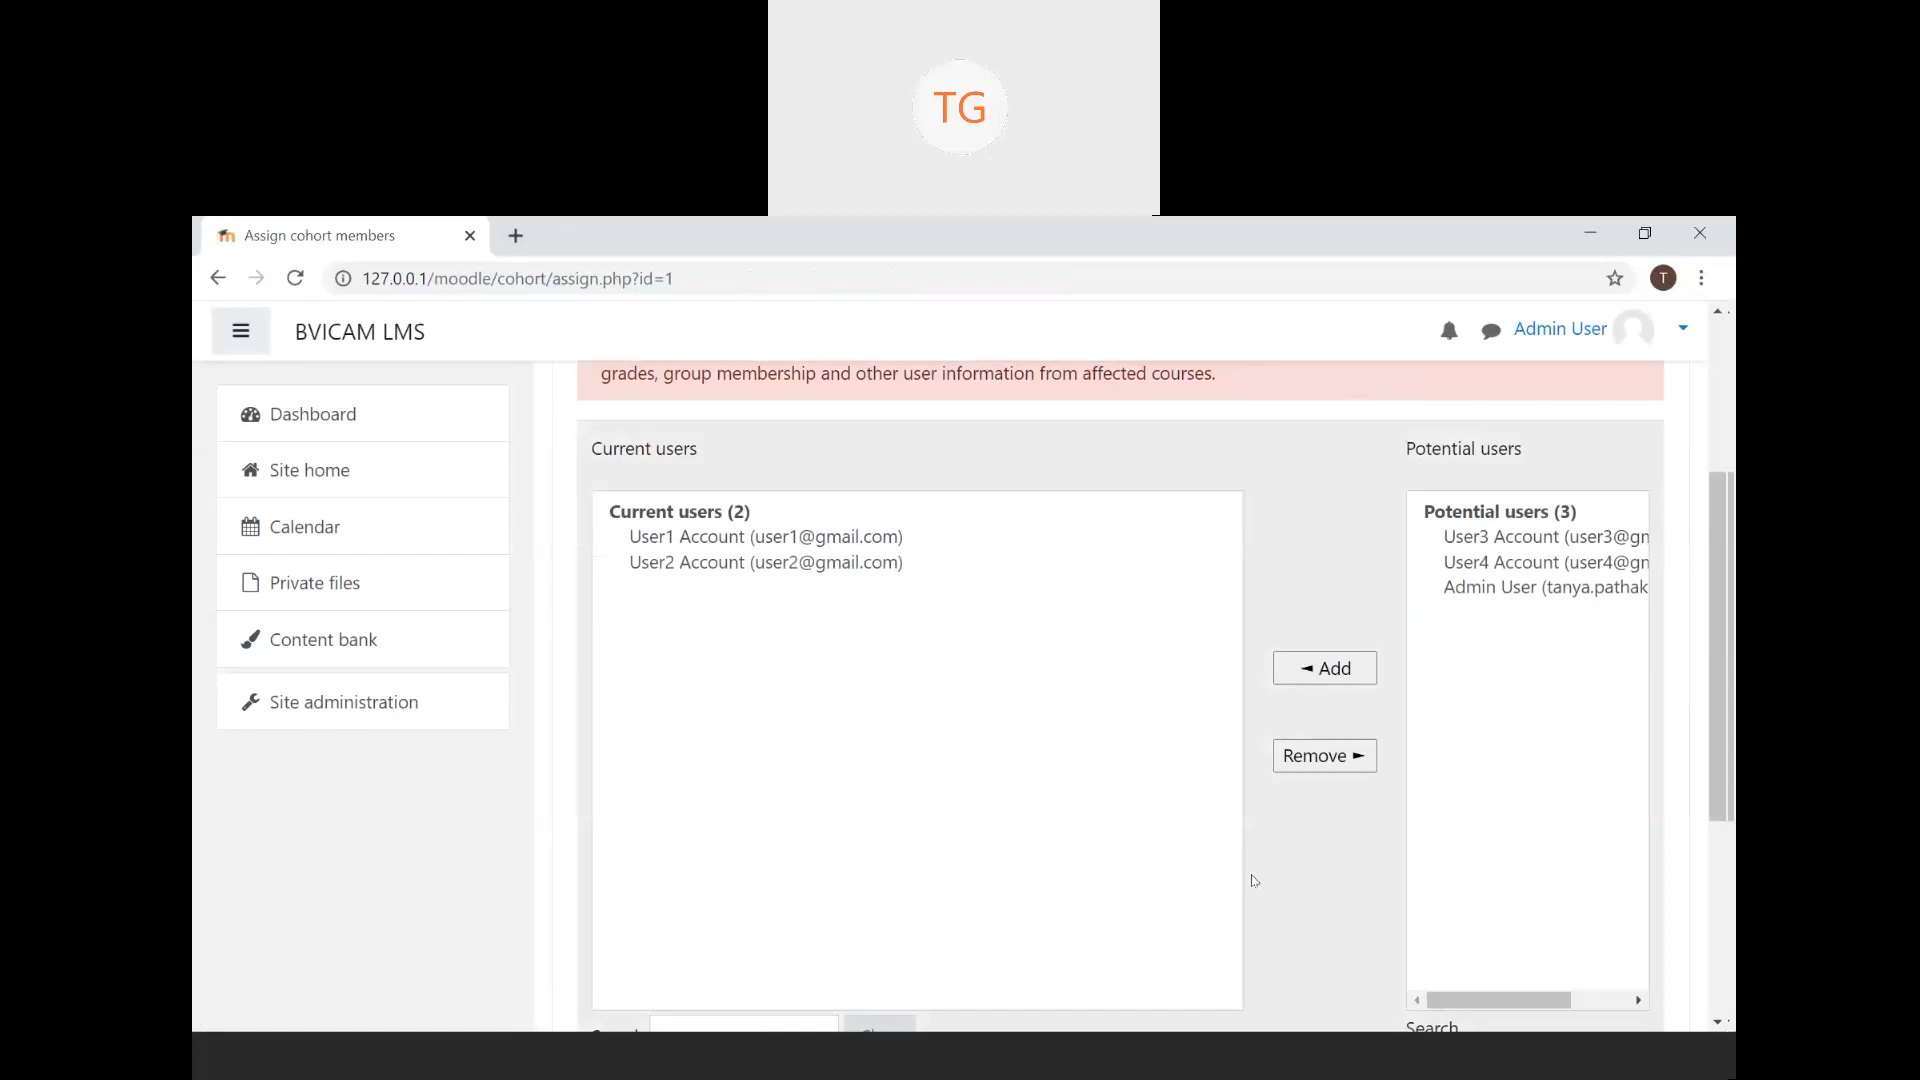 TG
Assign cohort members
127.0.0.1/moodle/cohort/assign.php?id=1
T
BVICAM LMS
Admin User
grades, group membership and other user information from affected courses.
Dashboard
Site home
Calendar
Private files
Content bank
Site administration
Current users
Current users (2)
User1 Account (user1@gmail.com)
User2 Account (user2@gmail.com)
◄ Add
Remove ►
Potential users
Potential users (3)
User3 Account (user3@gm
User4 Account (user4@gm
Admin User (tanya.pathak
Search